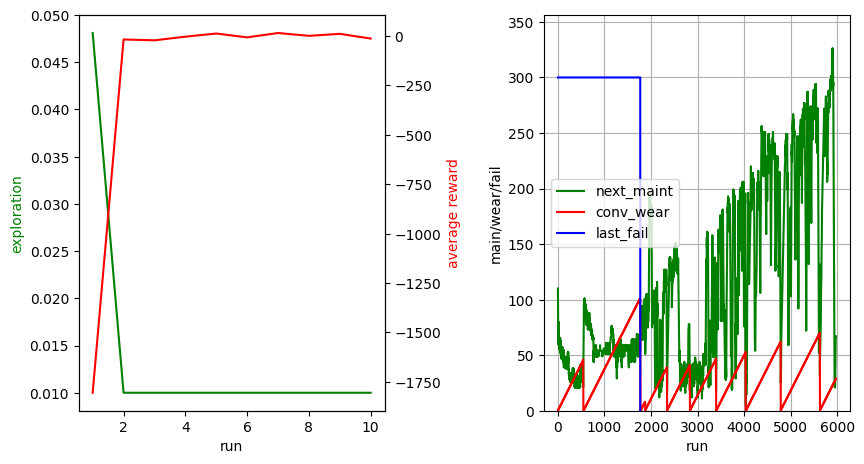 0.050
0.045
0.040
0.035
0.030
0.025
0.020
0.015
0.010
exploration
2 4 6 8 10
run
0
−250
−500
−750
−1000
−1250
−1500
−1750
average reward
350
300
250
200
150
100
50
0
main/wear/fail
next_maint
conv_wear
last_fail
0 1000 2000 3000 4000 5000 6000
run